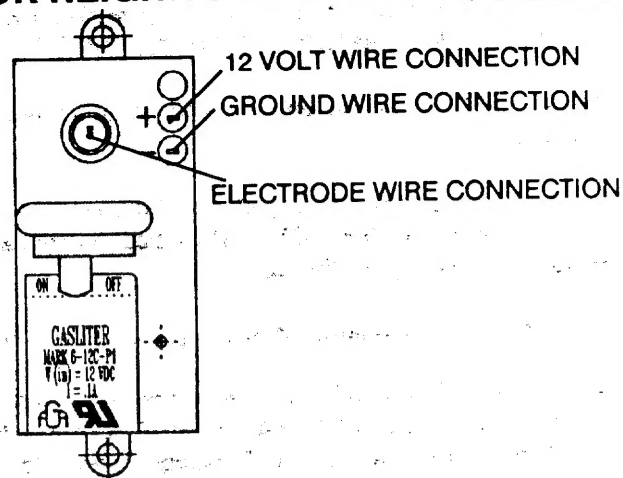 12 VOLT WIRE CONNECTION
+
GROUND WIRE CONNECTION
-
ELECTRODE WIRE CONNECTION
ON OFF
GASLITER
MARK 6-12C-P1
V (in) = 12 VDC
I = .1A